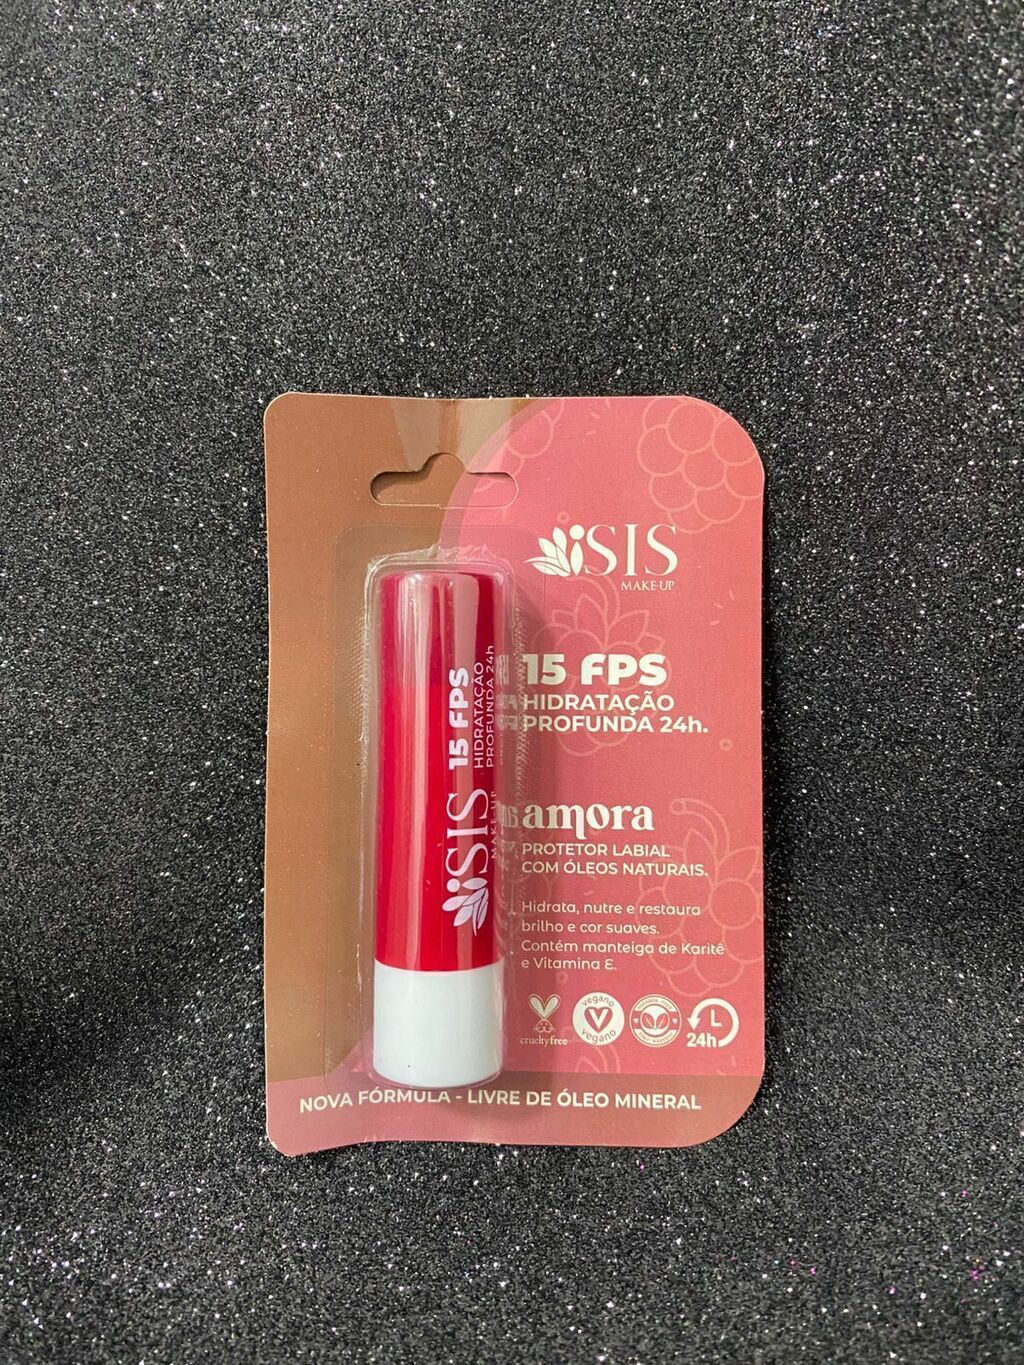 iSIS
MAKE-UP
15 FPS
HIDRATAÇÃO
PROFUNDA 24h.
amora
PROTETOR LABIAL
COM ÓLEOS NATURAIS.
Hidrata, nutre e restaura
brilho e cor suaves.
Contém manteiga de Karitê
e Vitamina E.
crueltyfree
vegano
vegano
24h
NOVA FÓRMULA - LIVRE DE ÓLEO MINERAL
iSIS
MAKE-UP
15 FPS
HIDRATAÇÃO
PROFUNDA 24h